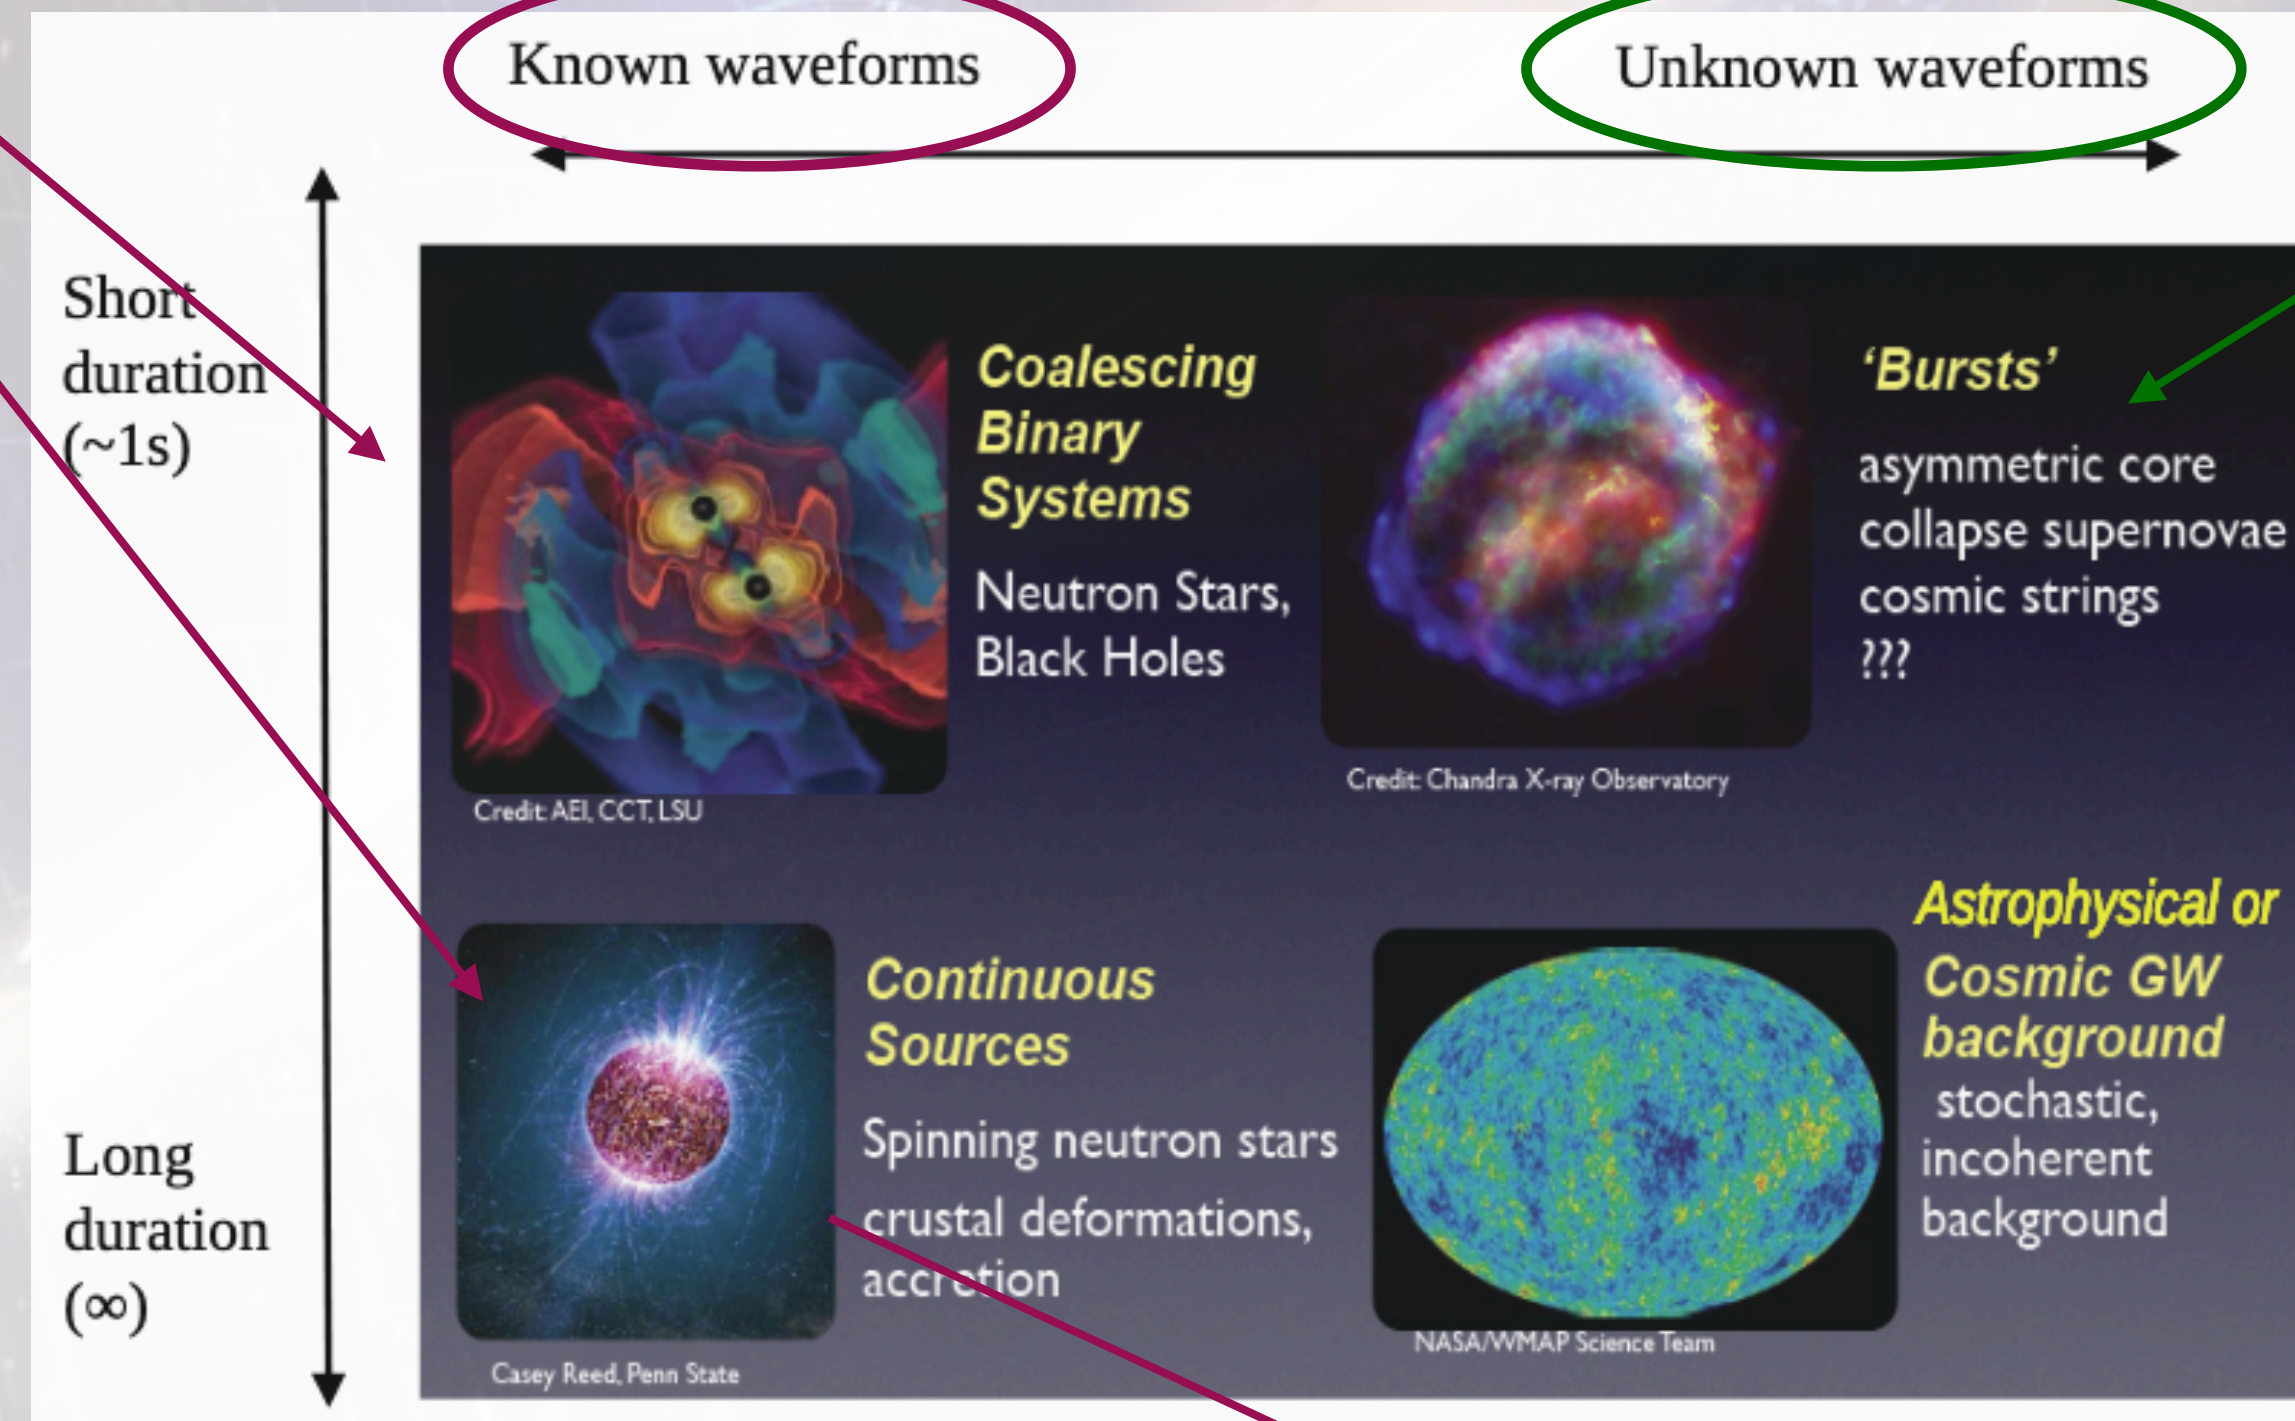 Known waveforms
Unknown waveforms
Short
duration
(~1s)
Coalescing
Binary
Systems
Neutron Stars,
Black Holes
Credit: AEI, CCT, LSU
‘Bursts’
asymmetric core
collapse supernovae
cosmic strings
???
Credit: Chandra X-ray Observatory
Long
duration
(∞)
Continuous
Sources
Spinning neutron stars
crustal deformations,
accretion
Casey Reed, Penn State
Astrophysical or
Cosmic GW
background
stochastic,
incoherent
background
NASA/WMAP Science Team